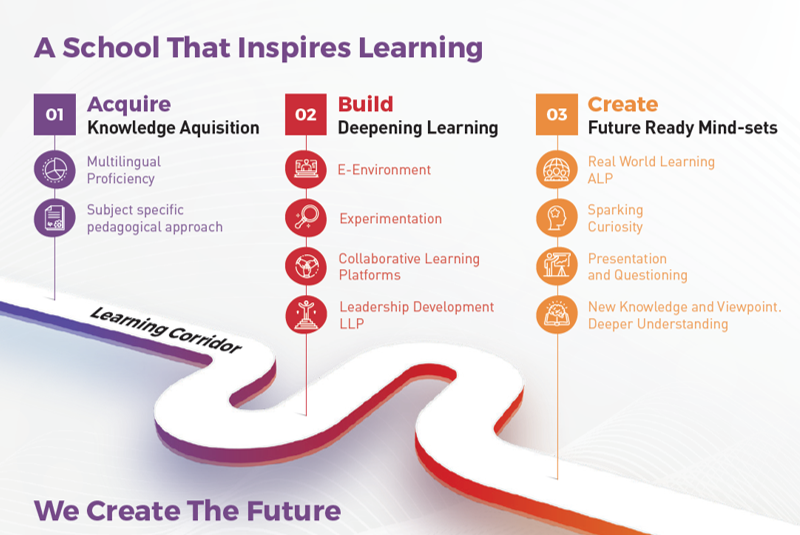 A School That Inspires Learning
01
Acquire
Knowledge Aquisition
Multilingual
Proficiency
Subject specific
pedagogical approach
02
Build
Deepening Learning
E-Environment
Experimentation
Collaborative Learning
Platforms
Leadership Development
LLP
03
Create
Future Ready Mind-sets
Real World Learning
ALP
Sparking
Curiosity
Presentation
and Questioning
New Knowledge and Viewpoint.
Deeper Understanding
Learning Corridor
We Create The Future